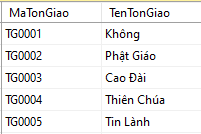 MaTonGiao TenTonGiao
TG0001 Không
TG0002 Phật Giáo
TG0003 Cao Đài
TG0004 Thiên Chúa
TG0005 Tin Lành